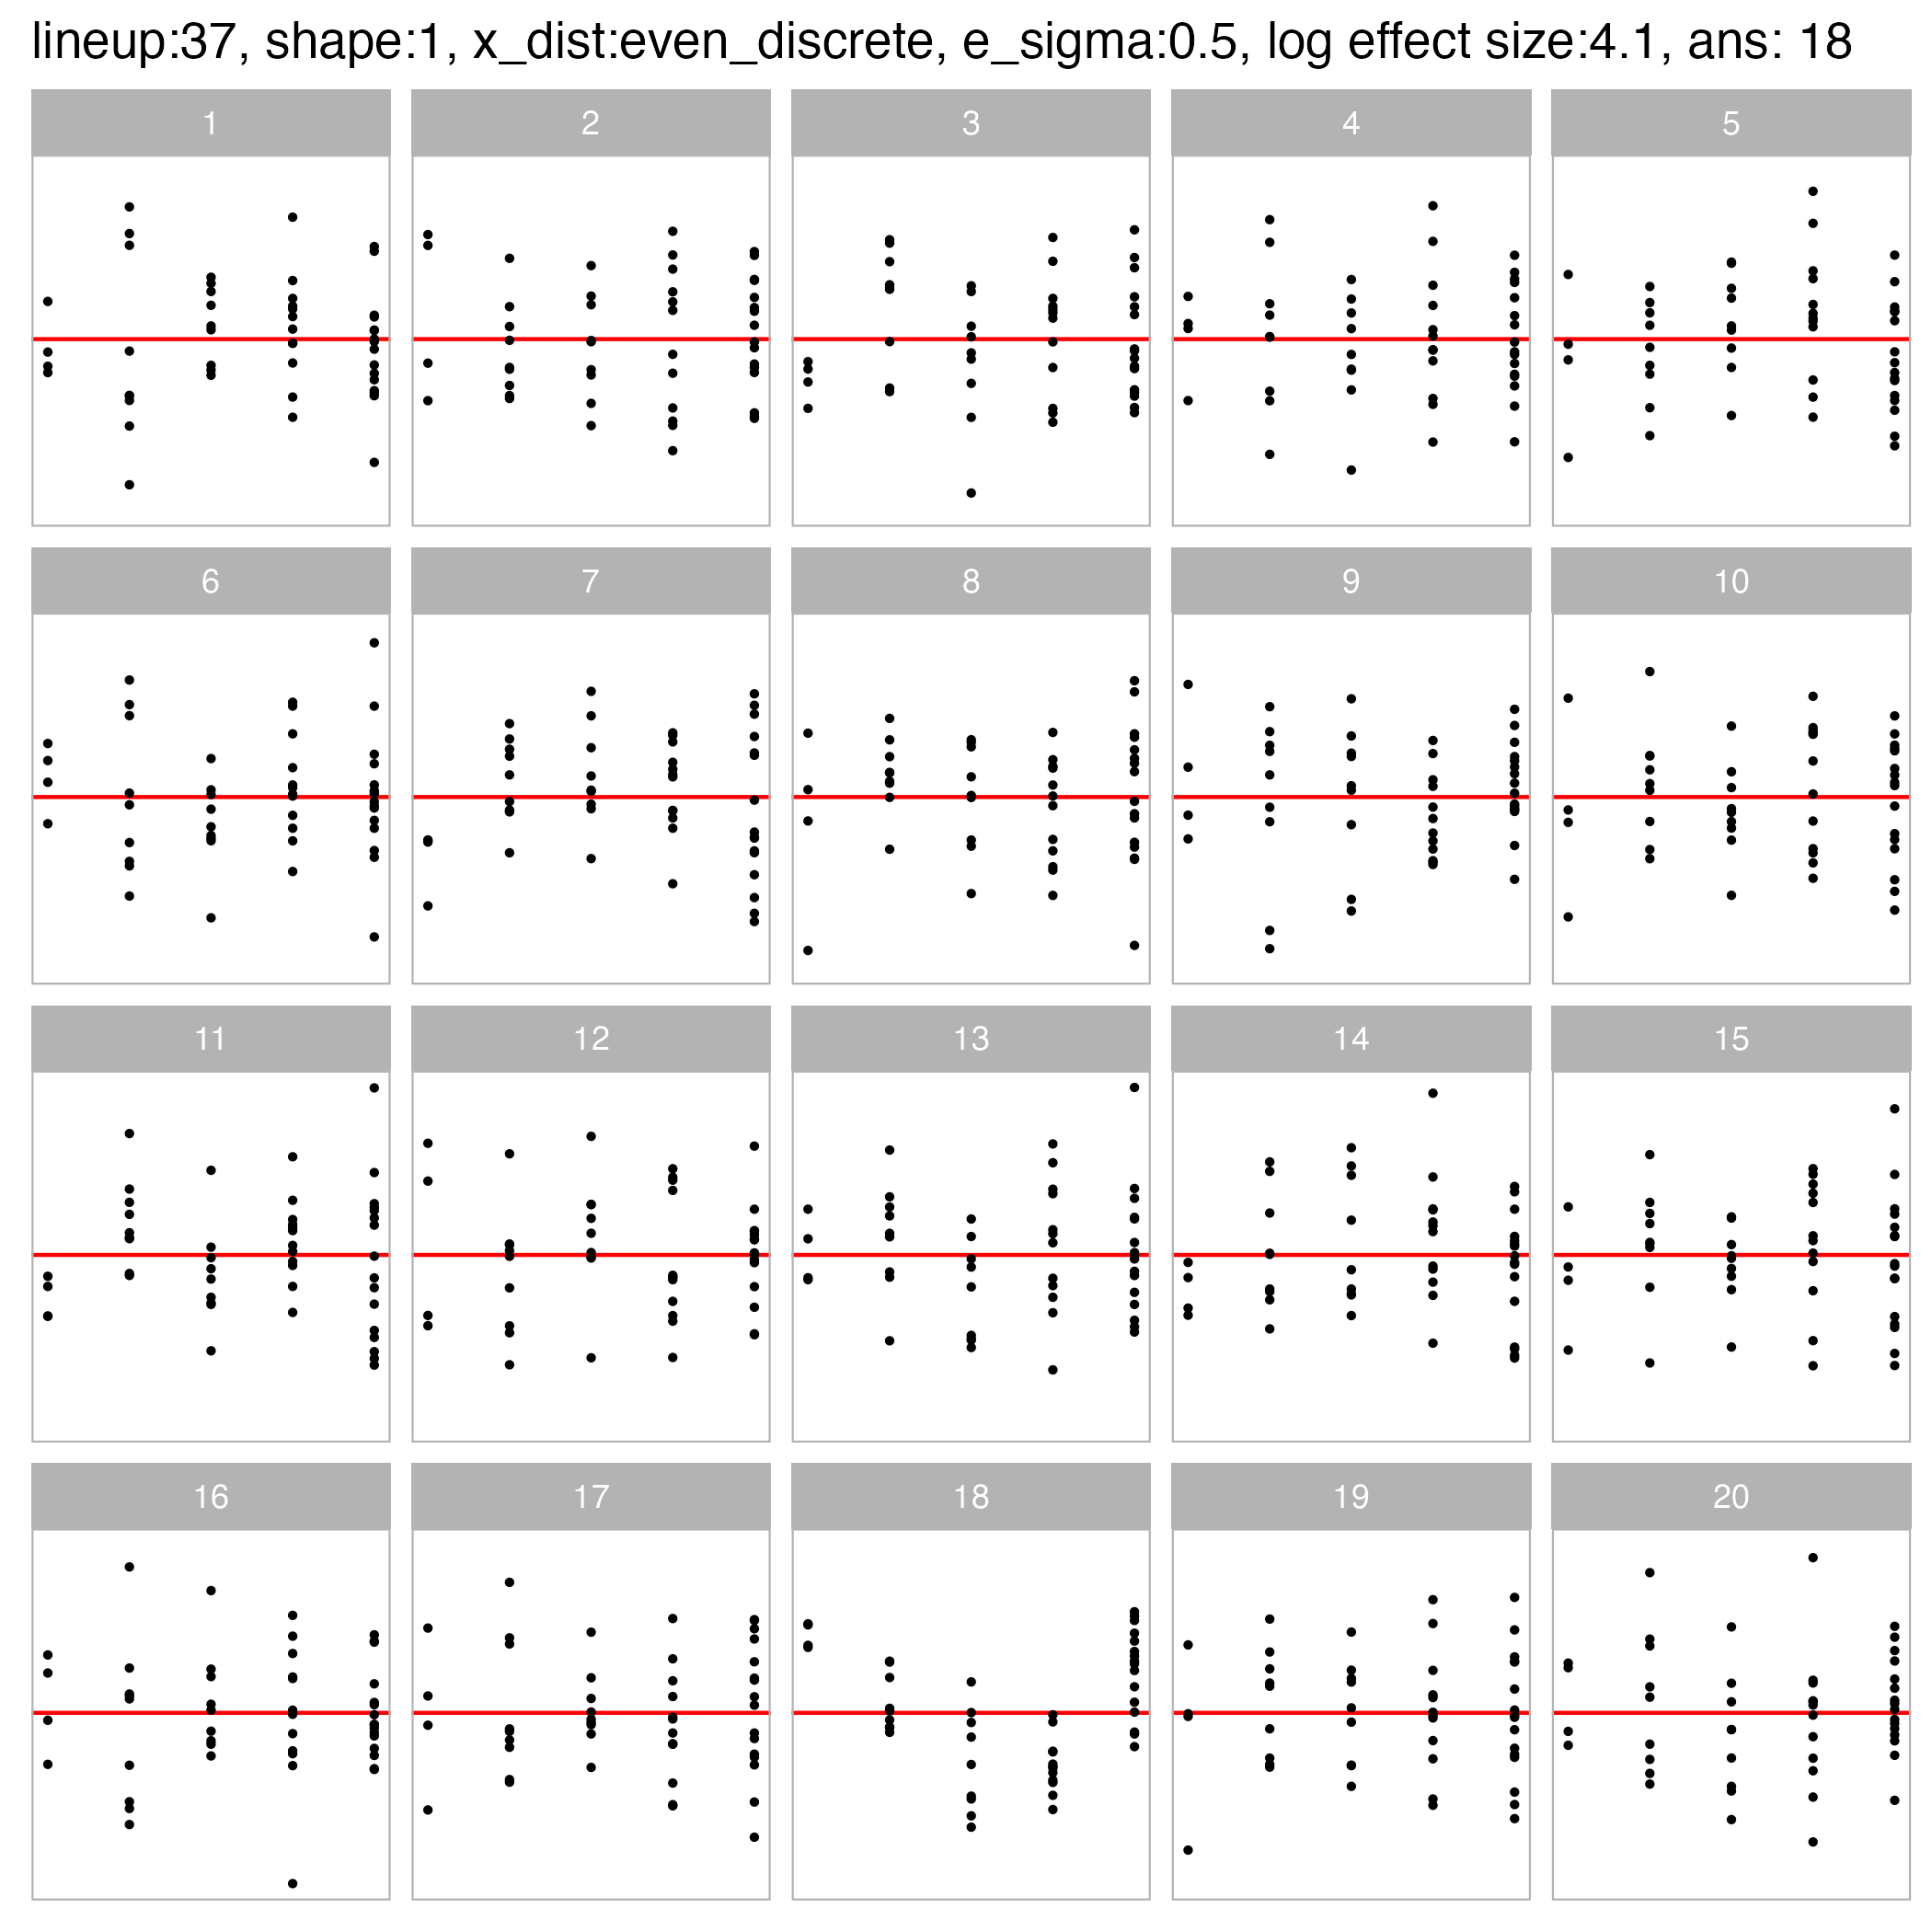 lineup:37, shape:1, x_dist:even_discrete, e_sigma:0.5, log effect size:4.1, ans: 18
1 2 3 4 5
6 7 8 9 10
11 12 13 14 15
16 17 18 19 20